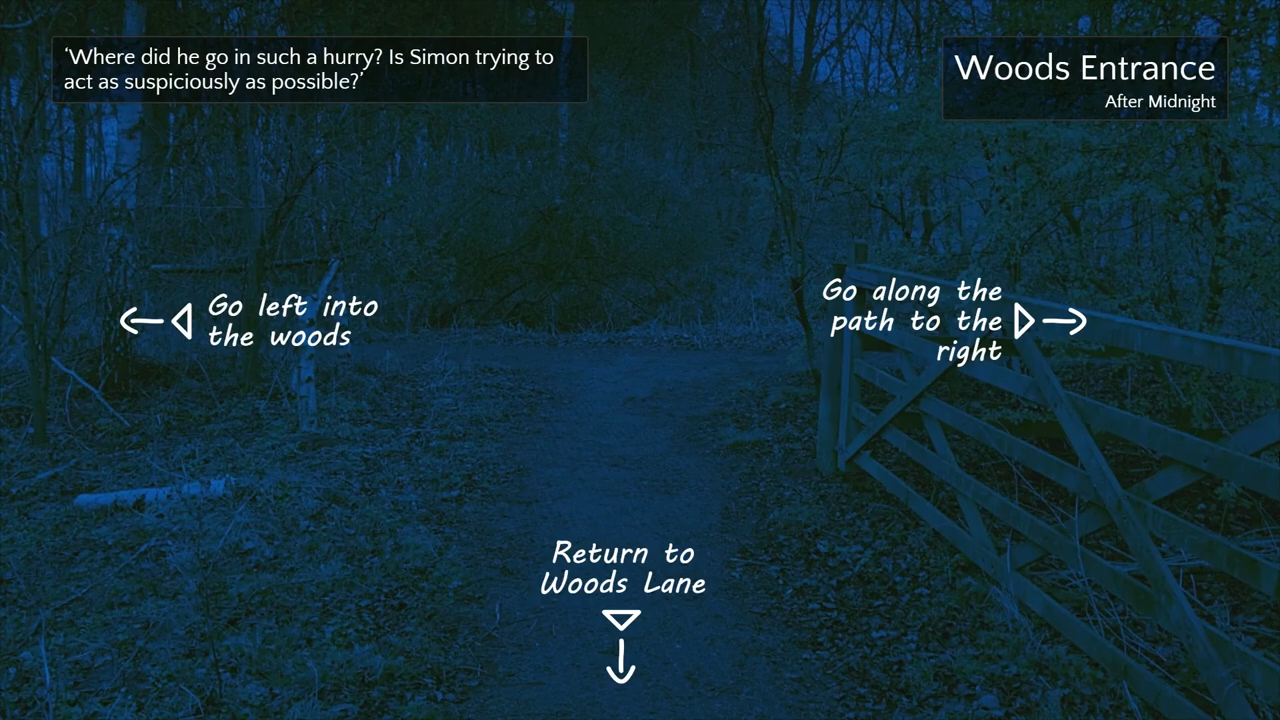 ‘Where did he go in such a hurry? Is Simon trying to
act as suspiciously as possible?’
Woods Entrance
After Midnight
Go left into
the woods
Go along the
path to the
right
Return to
Woods Lane